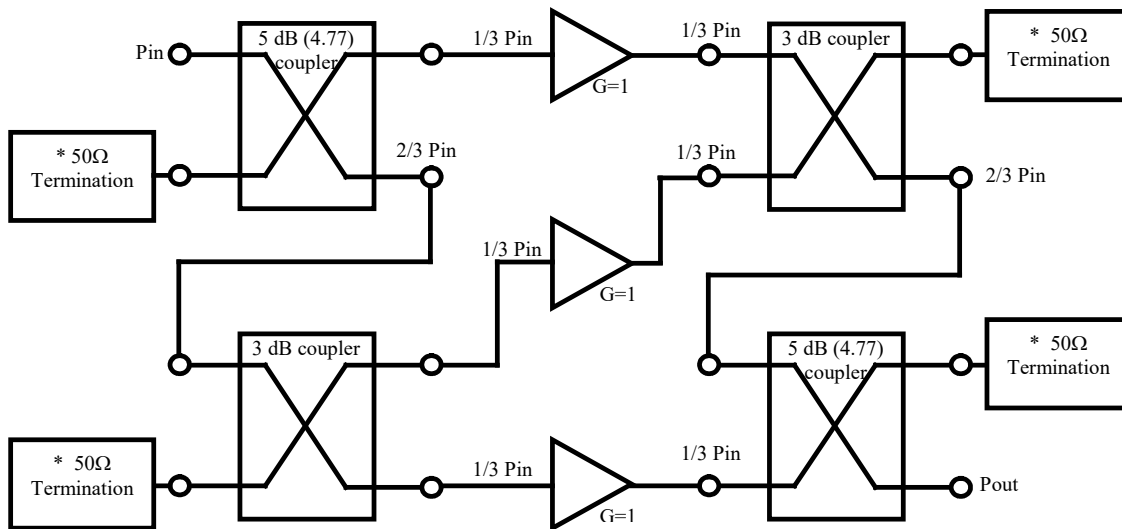 Pin
5 dB (4.77)
coupler
1/3 Pin
G=1
1/3 Pin
3 dB coupler
* 50Ω
Termination
* 50Ω
Termination
2/3 Pin
1/3 Pin
2/3 Pin
1/3 Pin
G=1
3 dB coupler
5 dB (4.77)
coupler
* 50Ω
Termination
* 50Ω
Termination
1/3 Pin
G=1
1/3 Pin
Pout